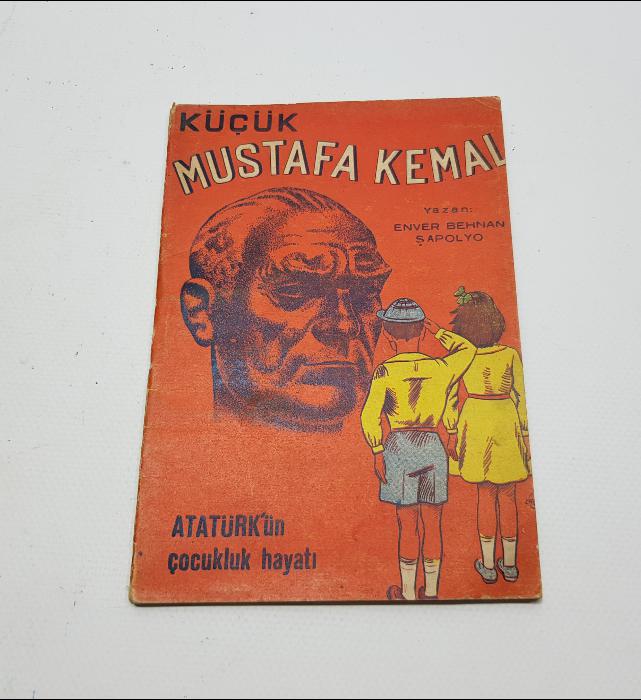 KÜÇÜK
MUSTAFA KEMAL
Yazan:
ENVER BEHNAN
ŞAPOLYO
ATATÜRK'ün
çocukluk hayatı